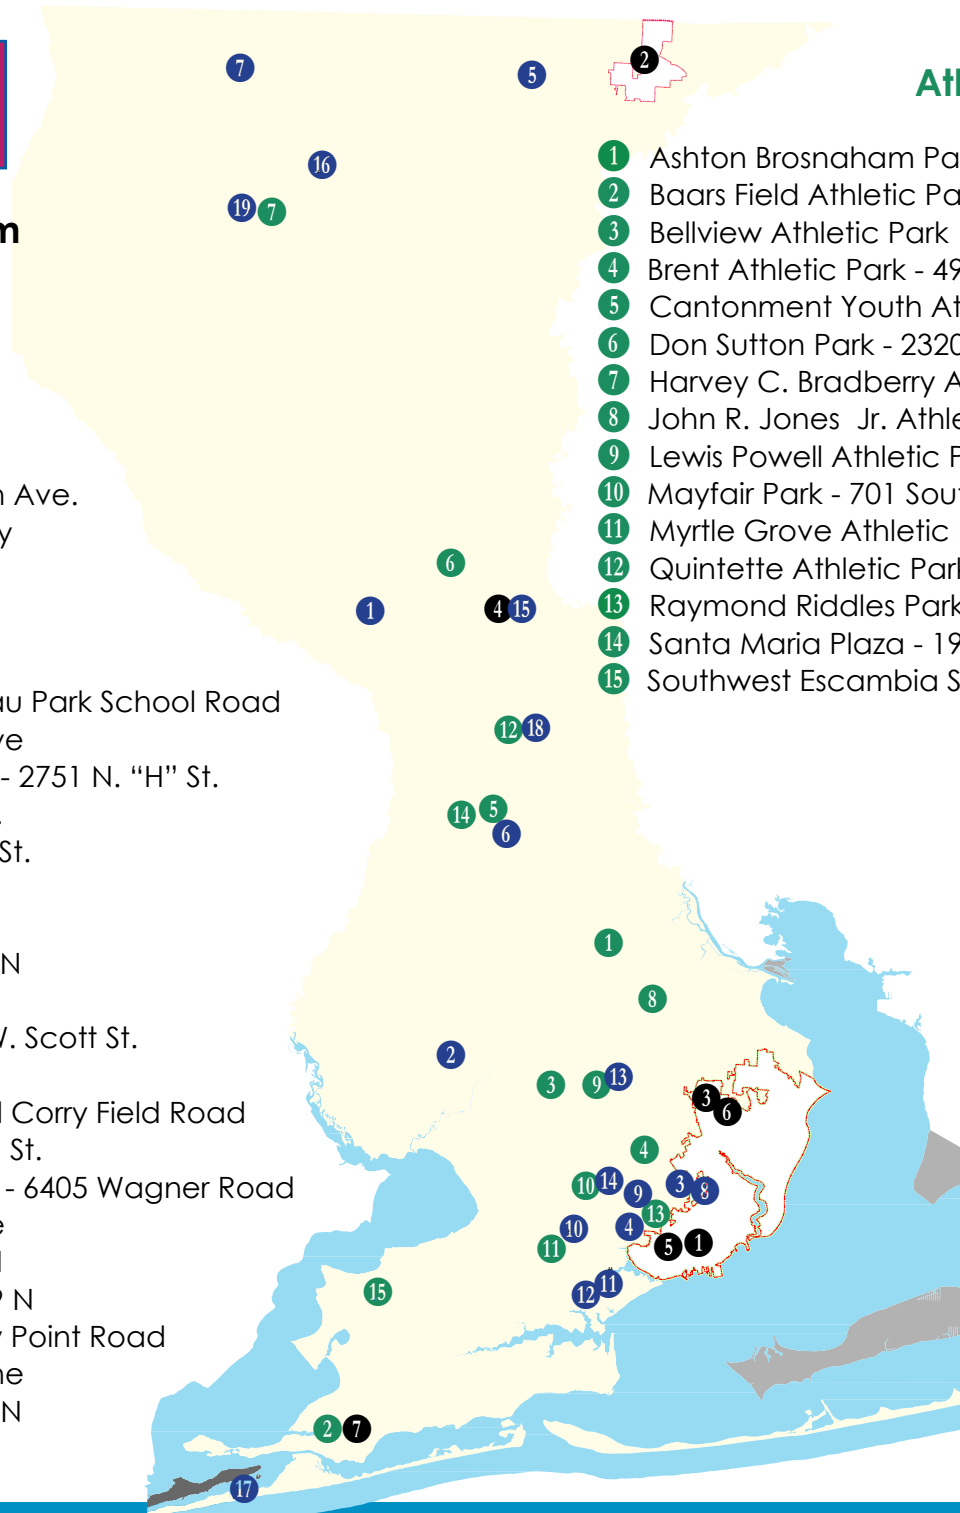 7
5
2
Ath
16
19 7
m
1 Ashton Brosnaham Pa
2 Baars Field Athletic Pa
3 Bellview Athletic Park
4 Brent Athletic Park - 49
5 Cantonment Youth At
6 Don Sutton Park - 2320
7 Harvey C. Bradberry A
8 John R. Jones Jr. Athle
9 Lewis Powell Athletic P
10 Mayfair Park - 701 Sout
11 Myrtle Grove Athletic
12 Quintette Athletic Park
13 Raymond Riddles Park
14 Santa Maria Plaza - 19
15 Southwest Escambia S
n Ave.
y
6
1
4 15
au Park School Road
ve
- 2751 N. “H” St.
.
St.
N
W. Scott St.
l Corry Field Road
St.
- 6405 Wagner Road
e
d
9 N
y Point Road
ne
N
12 18
14 5
6
1
8
2
3 9 13
3
6
4
10 14
9
3 8
13
10
4
11
5 1
15
12 11
2 7
17